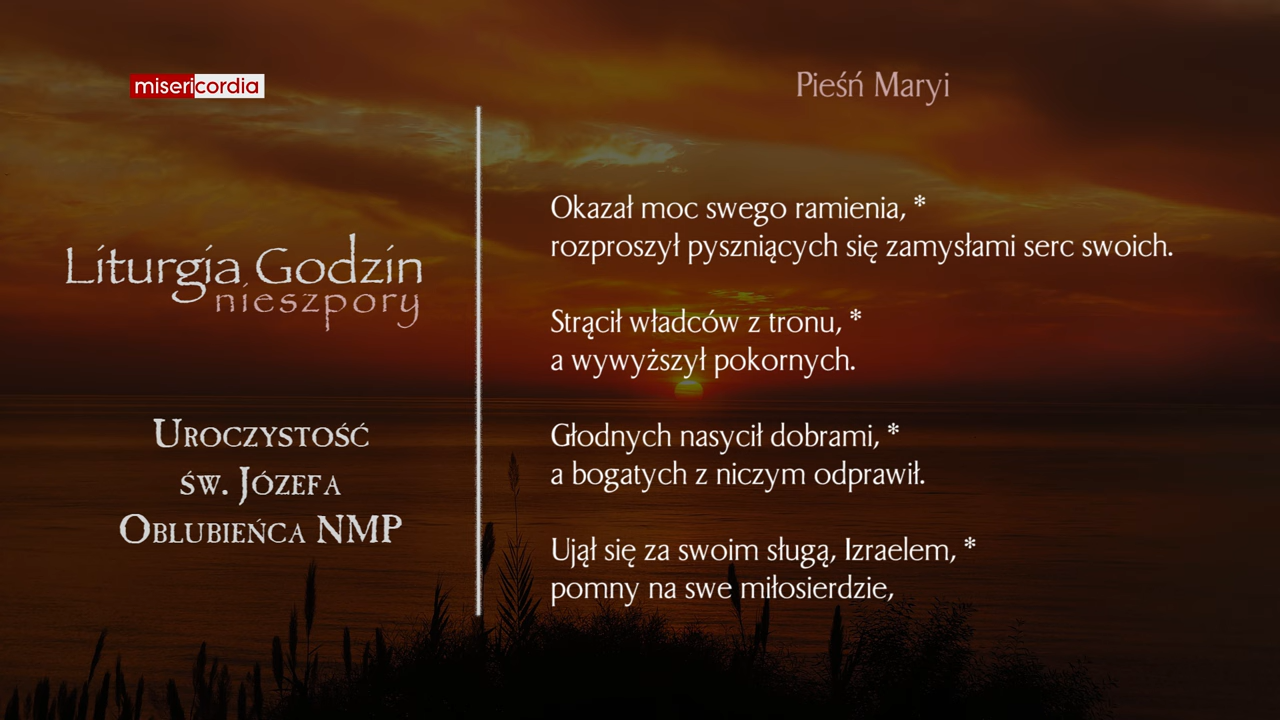 misericordia
Liturgia Godzin
nieszpory
Uroczystość
św. Józefa
Oblubieńca NMP
Pieśń Maryi
Okazał moc swego ramienia, *
rozproszył pyszniących się zamysłami serc swoich.
Strącił władców z tronu, *
a wywyższył pokornych.
Głodnych nasycił dobrami, *
a bogatych z niczym odprawił.
Ujął się za swoim sługą, Izraelem, *
pomny na swe miłosierdzie,